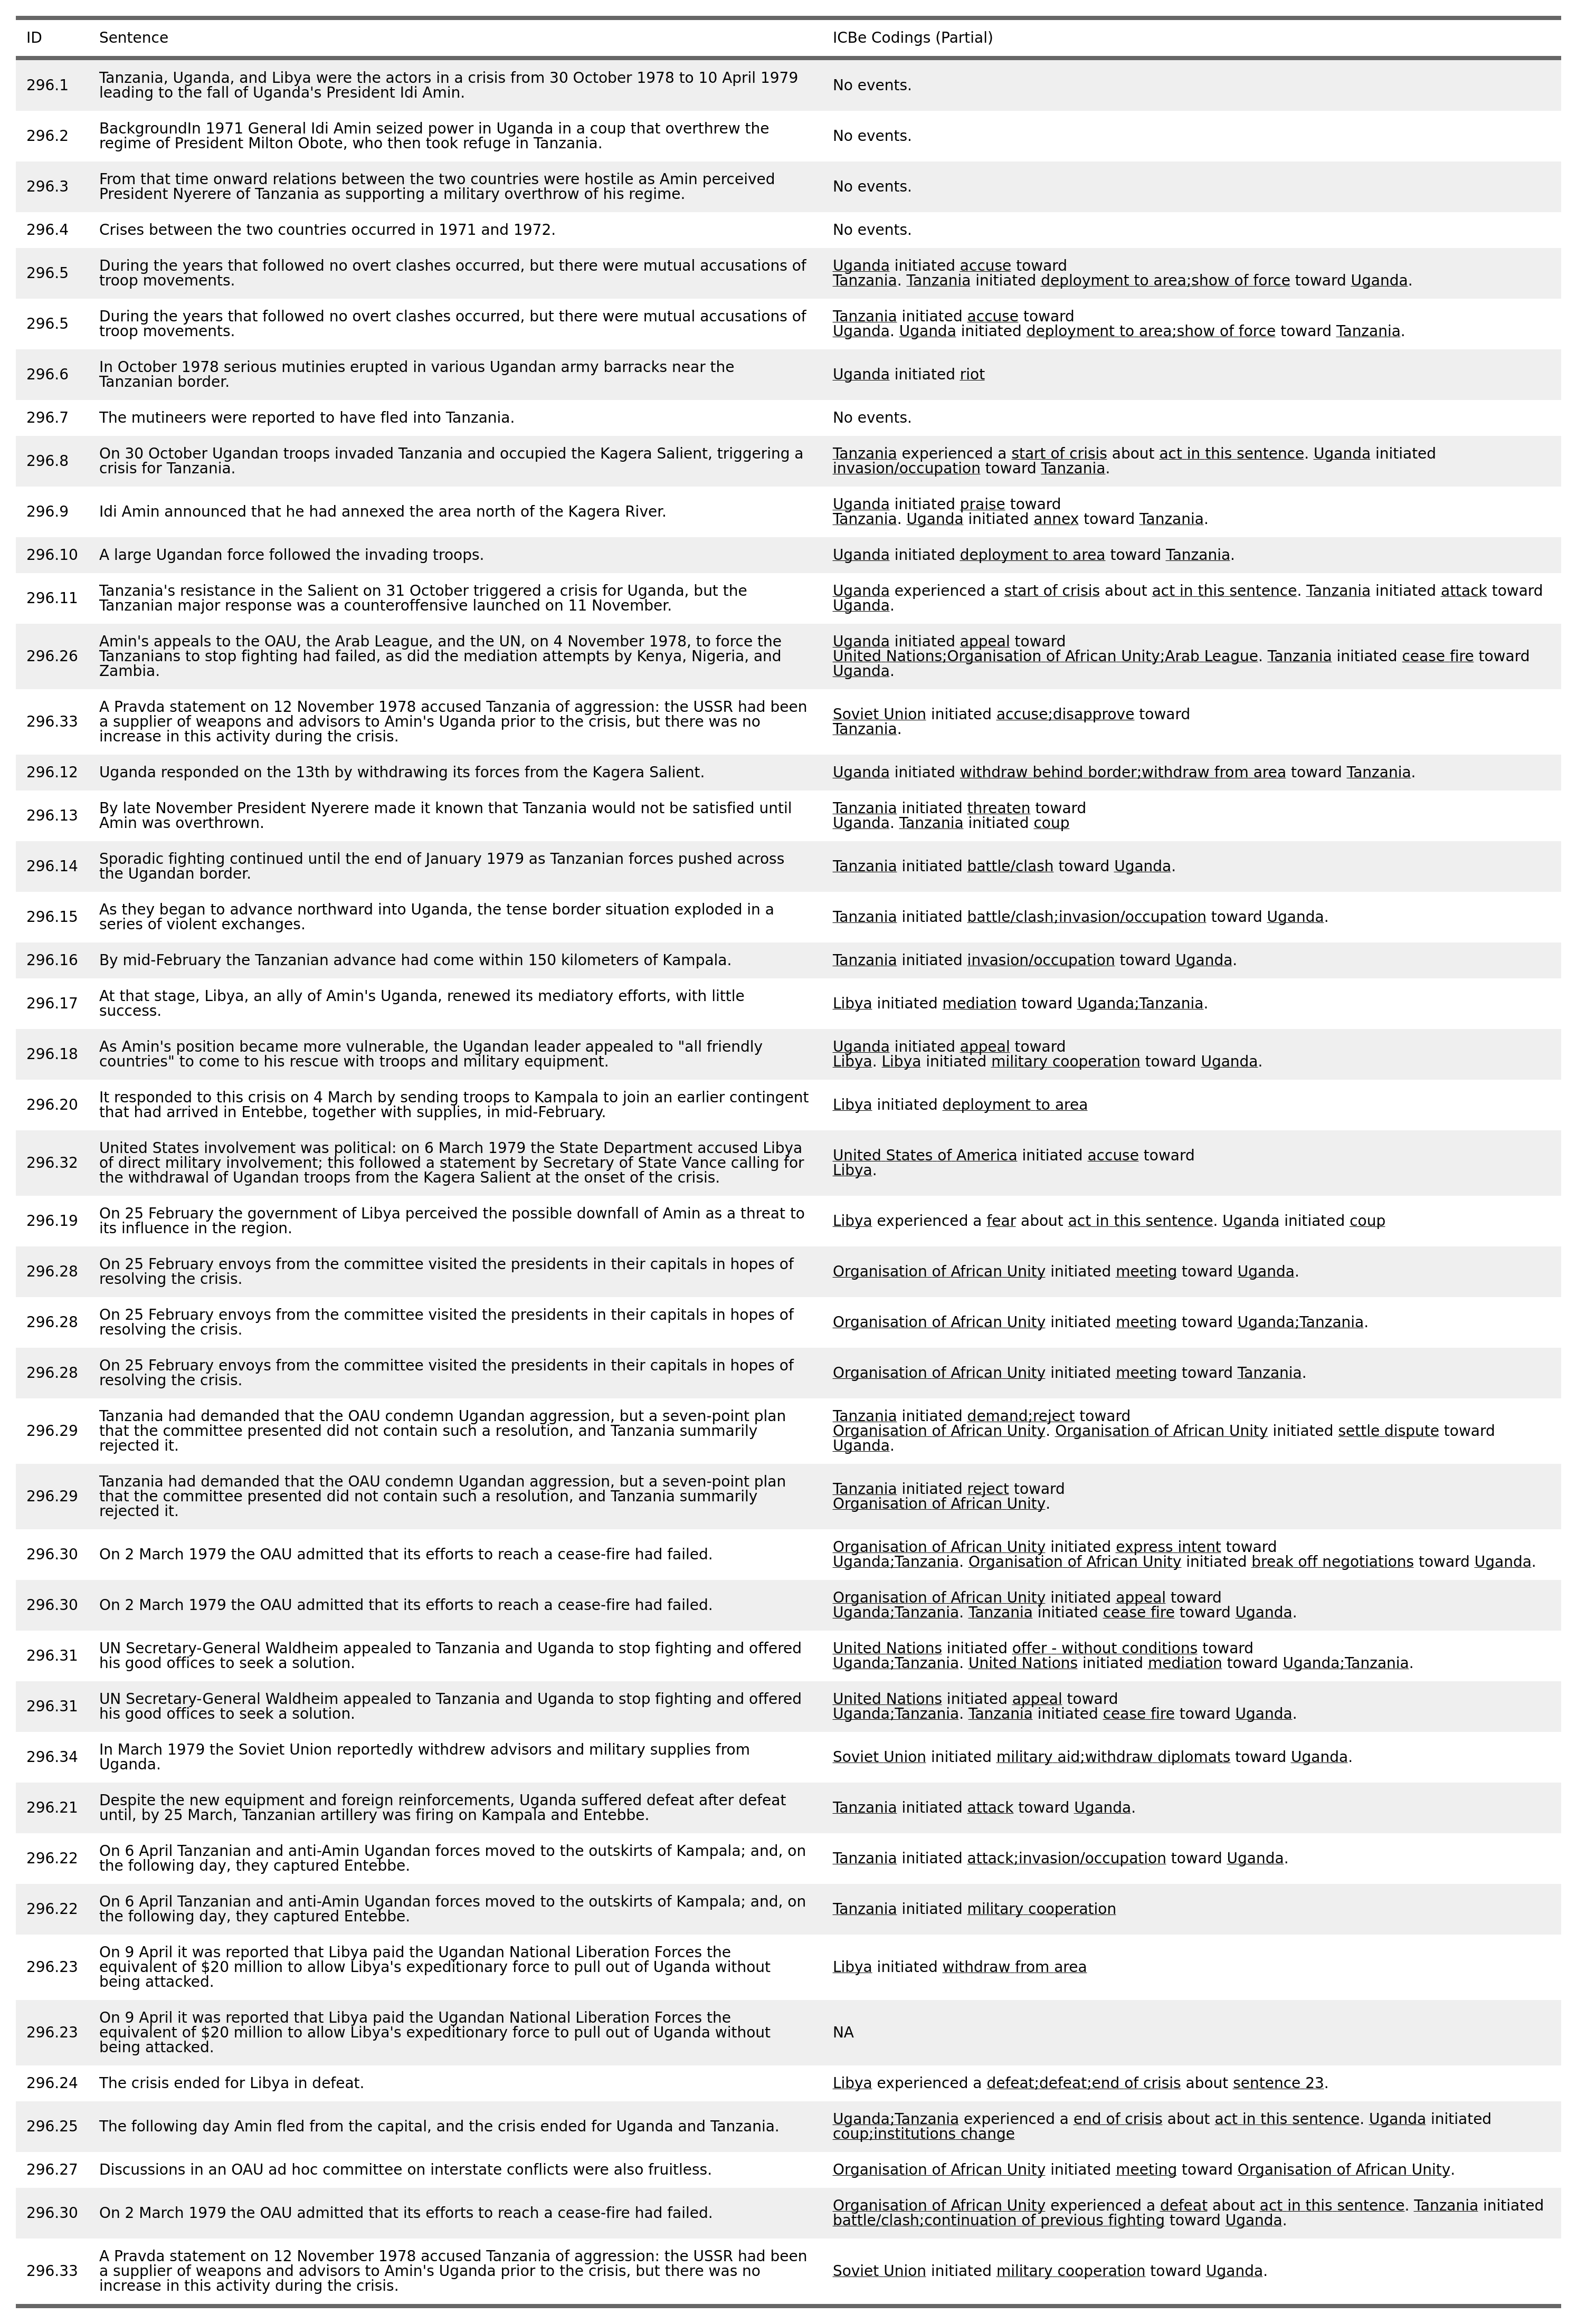 ID Sentence ICBe Codings (Partial)
296.1 Tanzania, Uganda, and Libya were the actors in a crisis from 30 October 1978 to 10 April 1979
leading to the fall of Uganda's President Idi Amin. No events.
296.2 BackgroundIn 1971 General Idi Amin seized power in Uganda in a coup that overthrew the
regime of President Milton Obote, who then took refuge in Tanzania. No events.
296.3 From that time onward relations between the two countries were hostile as Amin perceived
President Nyerere of Tanzania as supporting a military overthrow of his regime. No events.
296.4 Crises between the two countries occurred in 1971 and 1972. No events.
296.5 During the years that followed no overt clashes occurred, but there were mutual accusations of
troop movements.
Uganda initiated accuse toward
Tanzania. Tanzania initiated deployment to area;show of force toward Uganda.
296.5 During the years that followed no overt clashes occurred, but there were mutual accusations of
troop movements.
Tanzania initiated accuse toward
Uganda. Uganda initiated deployment to area;show of force toward Tanzania.
296.6 In October 1978 serious mutinies erupted in various Ugandan army barracks near the
Tanzanian border.
Uganda initiated riot
296.7 The mutineers were reported to have fled into Tanzania. No events.
296.8 On 30 October Ugandan troops invaded Tanzania and occupied the Kagera Salient, triggering a
crisis for Tanzania.
Tanzania experienced a start of crisis about act in this sentence. Uganda initiated
invasion/occupation toward Tanzania.
296.9 Idi Amin announced that he had annexed the area north of the Kagera River.
Uganda initiated praise toward
Tanzania. Uganda initiated annex toward Tanzania.
296.10 A large Ugandan force followed the invading troops. Uganda initiated deployment to area toward Tanzania.
296.11 Tanzania's resistance in the Salient on 31 October triggered a crisis for Uganda, but the
Tanzanian major response was a counteroffensive launched on 11 November.
Uganda experienced a start of crisis about act in this sentence. Tanzania initiated attack toward
Uganda.
296.26 Amin's appeals to the OAU, the Arab League, and the UN, on 4 November 1978, to force the
Tanzanians to stop fighting had failed, as did the mediation attempts by Kenya, Nigeria, and
Zambia.
Uganda initiated appeal toward
United Nations;Organisation of African Unity;Arab League. Tanzania initiated cease fire toward
Uganda.
296.33 A Pravda statement on 12 November 1978 accused Tanzania of aggression: the USSR had been
a supplier of weapons and advisors to Amin's Uganda prior to the crisis, but there was no
increase in this activity during the crisis.
Soviet Union initiated accuse;disapprove toward
Tanzania.
296.12 Uganda responded on the 13th by withdrawing its forces from the Kagera Salient. Uganda initiated withdraw behind border;withdraw from area toward Tanzania.
296.13 By late November President Nyerere made it known that Tanzania would not be satisfied until
Amin was overthrown.
Tanzania initiated threaten toward
Uganda. Tanzania initiated coup
296.14 Sporadic fighting continued until the end of January 1979 as Tanzanian forces pushed across
the Ugandan border.
Tanzania initiated battle/clash toward Uganda.
296.15 As they began to advance northward into Uganda, the tense border situation exploded in a
series of violent exchanges.
Tanzania initiated battle/clash;invasion/occupation toward Uganda.
296.16 By mid-February the Tanzanian advance had come within 150 kilometers of Kampala. Tanzania initiated invasion/occupation toward Uganda.
296.17 At that stage, Libya, an ally of Amin's Uganda, renewed its mediatory efforts, with little
success.
Libya initiated mediation toward Uganda;Tanzania.
296.18 As Amin's position became more vulnerable, the Ugandan leader appealed to "all friendly
countries" to come to his rescue with troops and military equipment.
Uganda initiated appeal toward
Libya. Libya initiated military cooperation toward Uganda.
296.20 It responded to this crisis on 4 March by sending troops to Kampala to join an earlier contingent
that had arrived in Entebbe, together with supplies, in mid-February.
Libya initiated deployment to area
296.32 United States involvement was political: on 6 March 1979 the State Department accused Libya
of direct military involvement; this followed a statement by Secretary of State Vance calling for
the withdrawal of Ugandan troops from the Kagera Salient at the onset of the crisis.
United States of America initiated accuse toward
Libya.
296.19 On 25 February the government of Libya perceived the possible downfall of Amin as a threat to
its influence in the region.
Libya experienced a fear about act in this sentence. Uganda initiated coup
296.28 On 25 February envoys from the committee visited the presidents in their capitals in hopes of
resolving the crisis.
Organisation of African Unity initiated meeting toward Uganda.
296.28 On 25 February envoys from the committee visited the presidents in their capitals in hopes of
resolving the crisis.
Organisation of African Unity initiated meeting toward Uganda;Tanzania.
296.28 On 25 February envoys from the committee visited the presidents in their capitals in hopes of
resolving the crisis.
Organisation of African Unity initiated meeting toward Tanzania.
296.29 Tanzania had demanded that the OAU condemn Ugandan aggression, but a seven-point plan
that the committee presented did not contain such a resolution, and Tanzania summarily
rejected it.
Tanzania initiated demand;reject toward
Organisation of African Unity. Organisation of African Unity initiated settle dispute toward
Uganda.
296.29 Tanzania had demanded that the OAU condemn Ugandan aggression, but a seven-point plan
that the committee presented did not contain such a resolution, and Tanzania summarily
rejected it.
Tanzania initiated reject toward
Organisation of African Unity.
296.30 On 2 March 1979 the OAU admitted that its efforts to reach a cease-fire had failed.
Organisation of African Unity initiated express intent toward
Uganda;Tanzania. Organisation of African Unity initiated break off negotiations toward Uganda.
296.30 On 2 March 1979 the OAU admitted that its efforts to reach a cease-fire had failed.
Organisation of African Unity initiated appeal toward
Uganda;Tanzania. Tanzania initiated cease fire toward Uganda.
296.31 UN Secretary-General Waldheim appealed to Tanzania and Uganda to stop fighting and offered
his good offices to seek a solution.
United Nations initiated offer - without conditions toward
Uganda;Tanzania. United Nations initiated mediation toward Uganda;Tanzania.
296.31 UN Secretary-General Waldheim appealed to Tanzania and Uganda to stop fighting and offered
his good offices to seek a solution.
United Nations initiated appeal toward
Uganda;Tanzania. Tanzania initiated cease fire toward Uganda.
296.34 In March 1979 the Soviet Union reportedly withdrew advisors and military supplies from
Uganda.
Soviet Union initiated military aid;withdraw diplomats toward Uganda.
296.21 Despite the new equipment and foreign reinforcements, Uganda suffered defeat after defeat
until, by 25 March, Tanzanian artillery was firing on Kampala and Entebbe.
Tanzania initiated attack toward Uganda.
296.22 On 6 April Tanzanian and anti-Amin Ugandan forces moved to the outskirts of Kampala; and, on
the following day, they captured Entebbe.
Tanzania initiated attack;invasion/occupation toward Uganda.
296.22 On 6 April Tanzanian and anti-Amin Ugandan forces moved to the outskirts of Kampala; and, on
the following day, they captured Entebbe.
Tanzania initiated military cooperation
296.23 On 9 April it was reported that Libya paid the Ugandan National Liberation Forces the
equivalent of $20 million to allow Libya's expeditionary force to pull out of Uganda without
being attacked.
Libya initiated withdraw from area
296.23 On 9 April it was reported that Libya paid the Ugandan National Liberation Forces the
equivalent of $20 million to allow Libya's expeditionary force to pull out of Uganda without
being attacked.
NA
296.24 The crisis ended for Libya in defeat. Libya experienced a defeat;defeat;end of crisis about sentence 23.
296.25 The following day Amin fled from the capital, and the crisis ended for Uganda and Tanzania.
Uganda;Tanzania experienced a end of crisis about act in this sentence. Uganda initiated
coup;institutions change
296.27 Discussions in an OAU ad hoc committee on interstate conflicts were also fruitless. Organisation of African Unity initiated meeting toward Organisation of African Unity.
296.30 On 2 March 1979 the OAU admitted that its efforts to reach a cease-fire had failed.
Organisation of African Unity experienced a defeat about act in this sentence. Tanzania initiated
battle/clash;continuation of previous fighting toward Uganda.
296.33 A Pravda statement on 12 November 1978 accused Tanzania of aggression: the USSR had been
a supplier of weapons and advisors to Amin's Uganda prior to the crisis, but there was no
increase in this activity during the crisis.
Soviet Union initiated military cooperation toward Uganda.